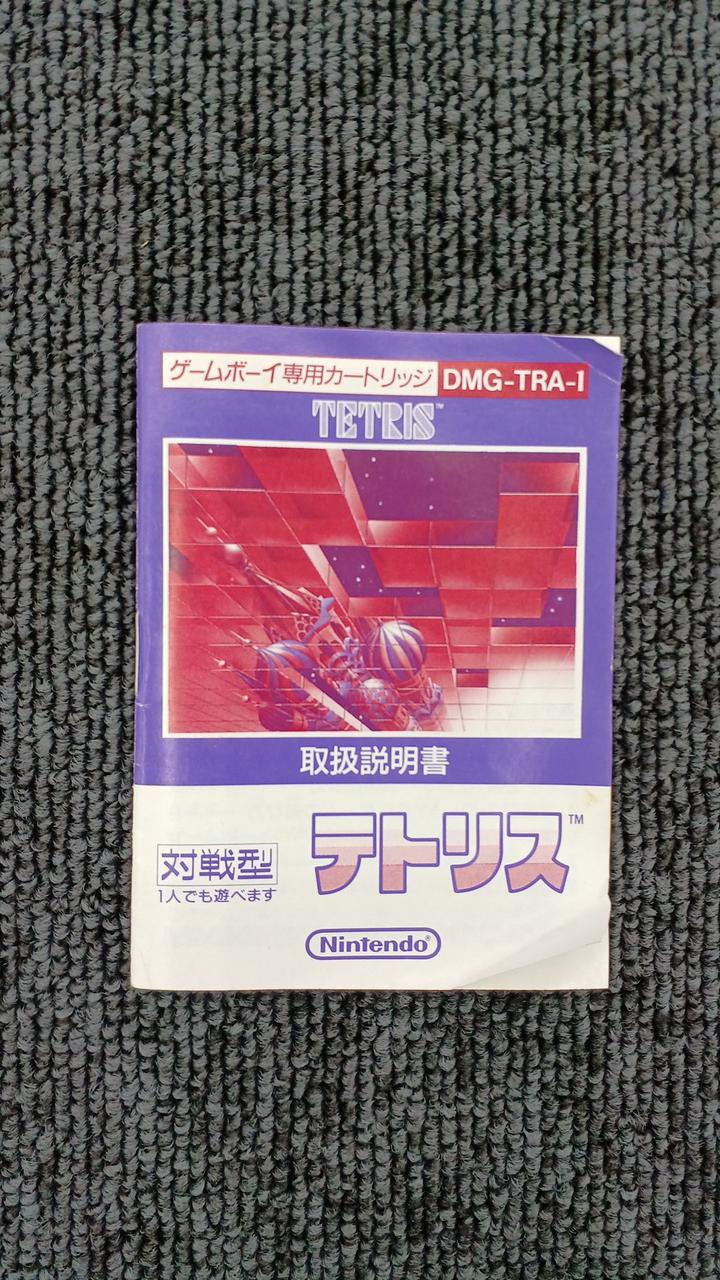 ゲームボーイ専用カートリッジ DMG-TRA-1
TETRIS™
取扱説明書
対戦型
1人でも遊べます
テトリス™
Nintendo®